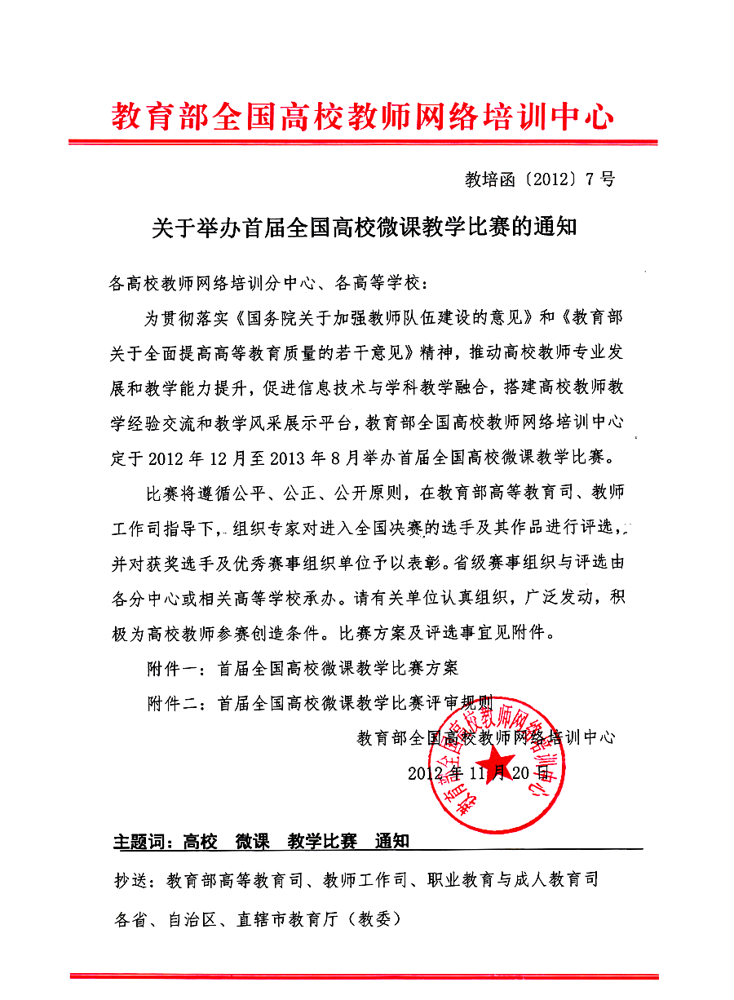 教育部全国高校教师网络培训中心
教培函〔2012〕7 号
关于举办首届全国高校微课教学比赛的通知
各高校教师网络培训分中心、各高等学校：
为贯彻落实《国务院关于加强教师队伍建设的意见》和《教育部
关于全面提高高等教育质量的若干意见》精神，推动高校教师专业发
展和教学能力提升，促进信息技术与学科教学融合，搭建高校教师教
学经验交流和教学风采展示平台，教育部全国高校教师网络培训中心
定于 2012 年 12 月至 2013 年 8 月举办首届全国高校微课教学比赛。
比赛将遵循公平、公正、公开原则，在教育部高等教育司、教师
工作司指导下，组织专家对进入全国决赛的选手及其作品进行评选，
并对获奖选手及优秀赛事组织单位予以表彰。省级赛事组织与评选由
各分中心或相关高等学校承办。请有关单位认真组织，广泛发动，积
极为高校教师参赛创造条件。比赛方案及评选事宜见附件。
附件一：首届全国高校微课教学比赛方案
附件二：首届全国高校微课教学比赛评审规则
教育部全国高校教师网络培训中心
2012 年 11 月 20 日
教育部全国高校教师网络培训中心
主题词：高校 微课 教学比赛 通知
抄送：教育部高等教育司、教师工作司、职业教育与成人教育司
各省、自治区、直辖市教育厅（教委）